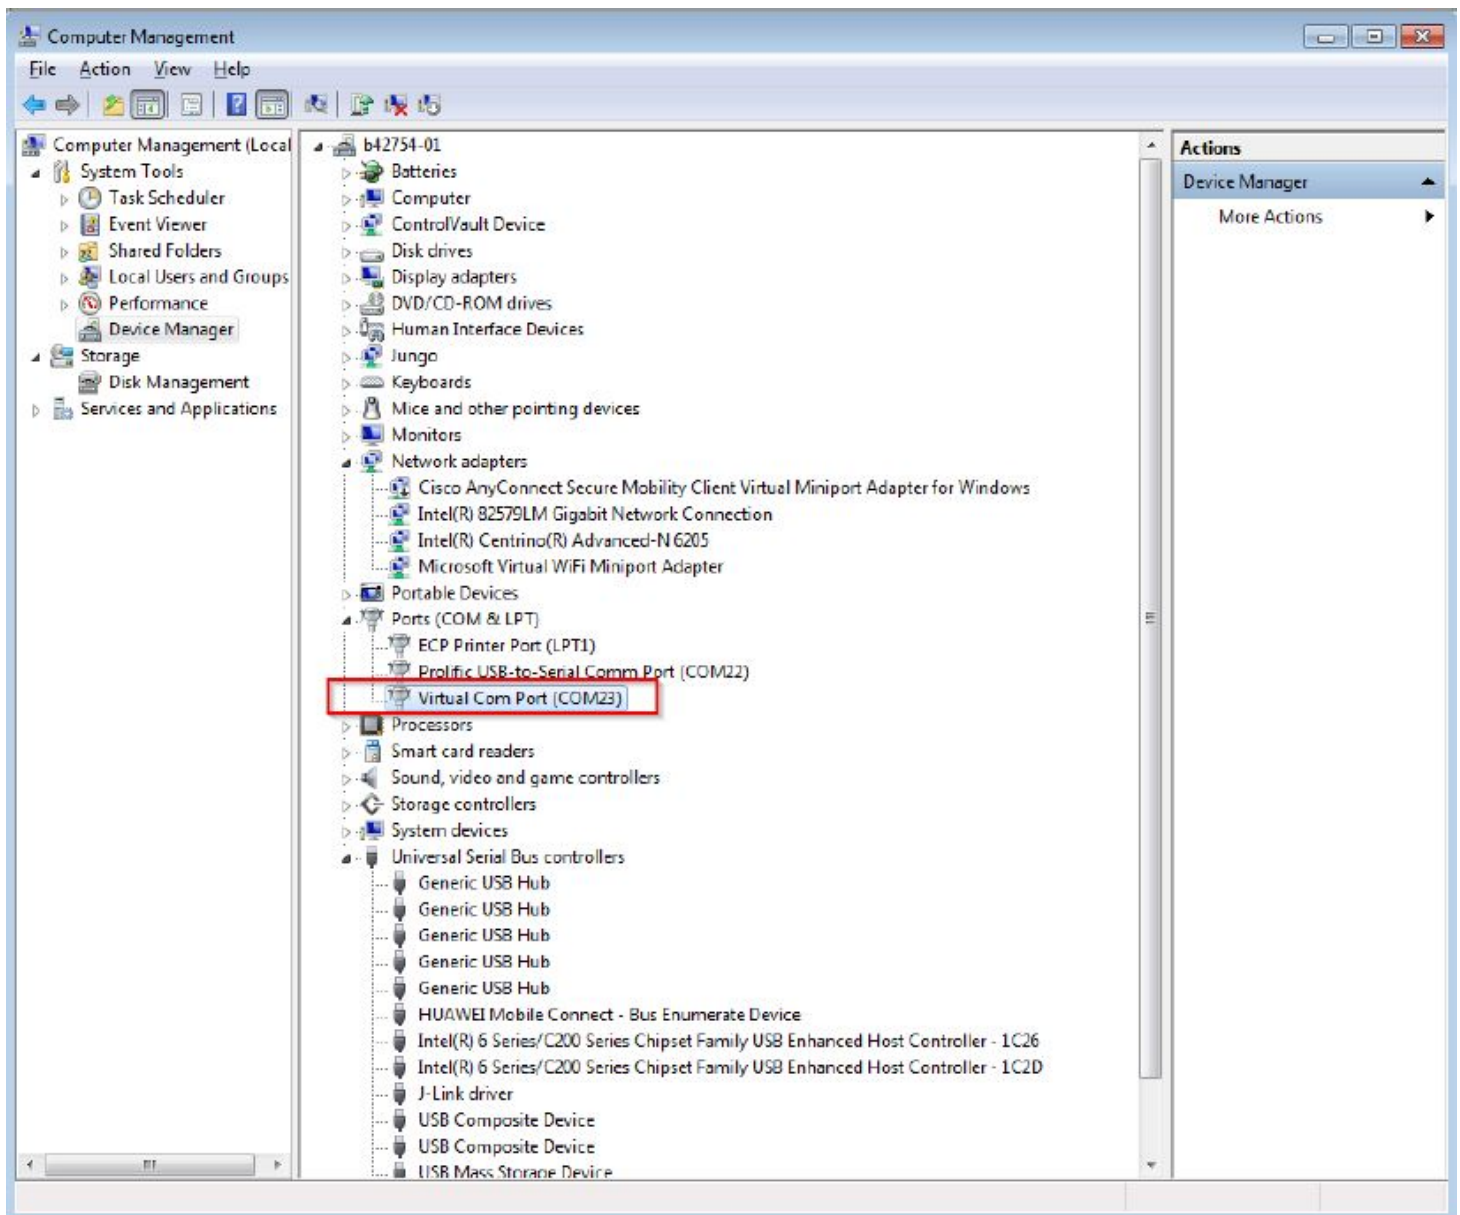 Computer Management
File Action View Help
Computer Management (Local
System Tools
Task Scheduler
Event Viewer
Shared Folders
Local Users and Groups
Performance
Device Manager
Storage
Disk Management
Services and Applications
b42754-01
Batteries
Computer
ControlVault Device
Disk drives
Display adapters
DVD/CD-ROM drives
Human Interface Devices
Jungo
Keyboards
Mice and other pointing devices
Monitors
Network adapters
Cisco AnyConnect Secure Mobility Client Virtual Miniport Adapter for Windows
Intel(R) 82579LM Gigabit Network Connection
Intel(R) Centrino(R) Advanced-N 6205
Microsoft Virtual WiFi Miniport Adapter
Portable Devices
Ports (COM & LPT)
ECP Printer Port (LPT1)
Prolific USB-to-Serial Comm Port (COM22)
Virtual Com Port (COM23)
Processors
Smart card readers
Sound, video and game controllers
Storage controllers
System devices
Universal Serial Bus controllers
Generic USB Hub
Generic USB Hub
Generic USB Hub
Generic USB Hub
Generic USB Hub
HUAWEI Mobile Connect - Bus Enumerate Device
Intel(R) 6 Series/C200 Series Chipset Family USB Enhanced Host Controller - 1C26
Intel(R) 6 Series/C200 Series Chipset Family USB Enhanced Host Controller - 1C2D
J-Link driver
USB Composite Device
USB Composite Device
USB Mass Storage Device
Actions
Device Manager
More Actions